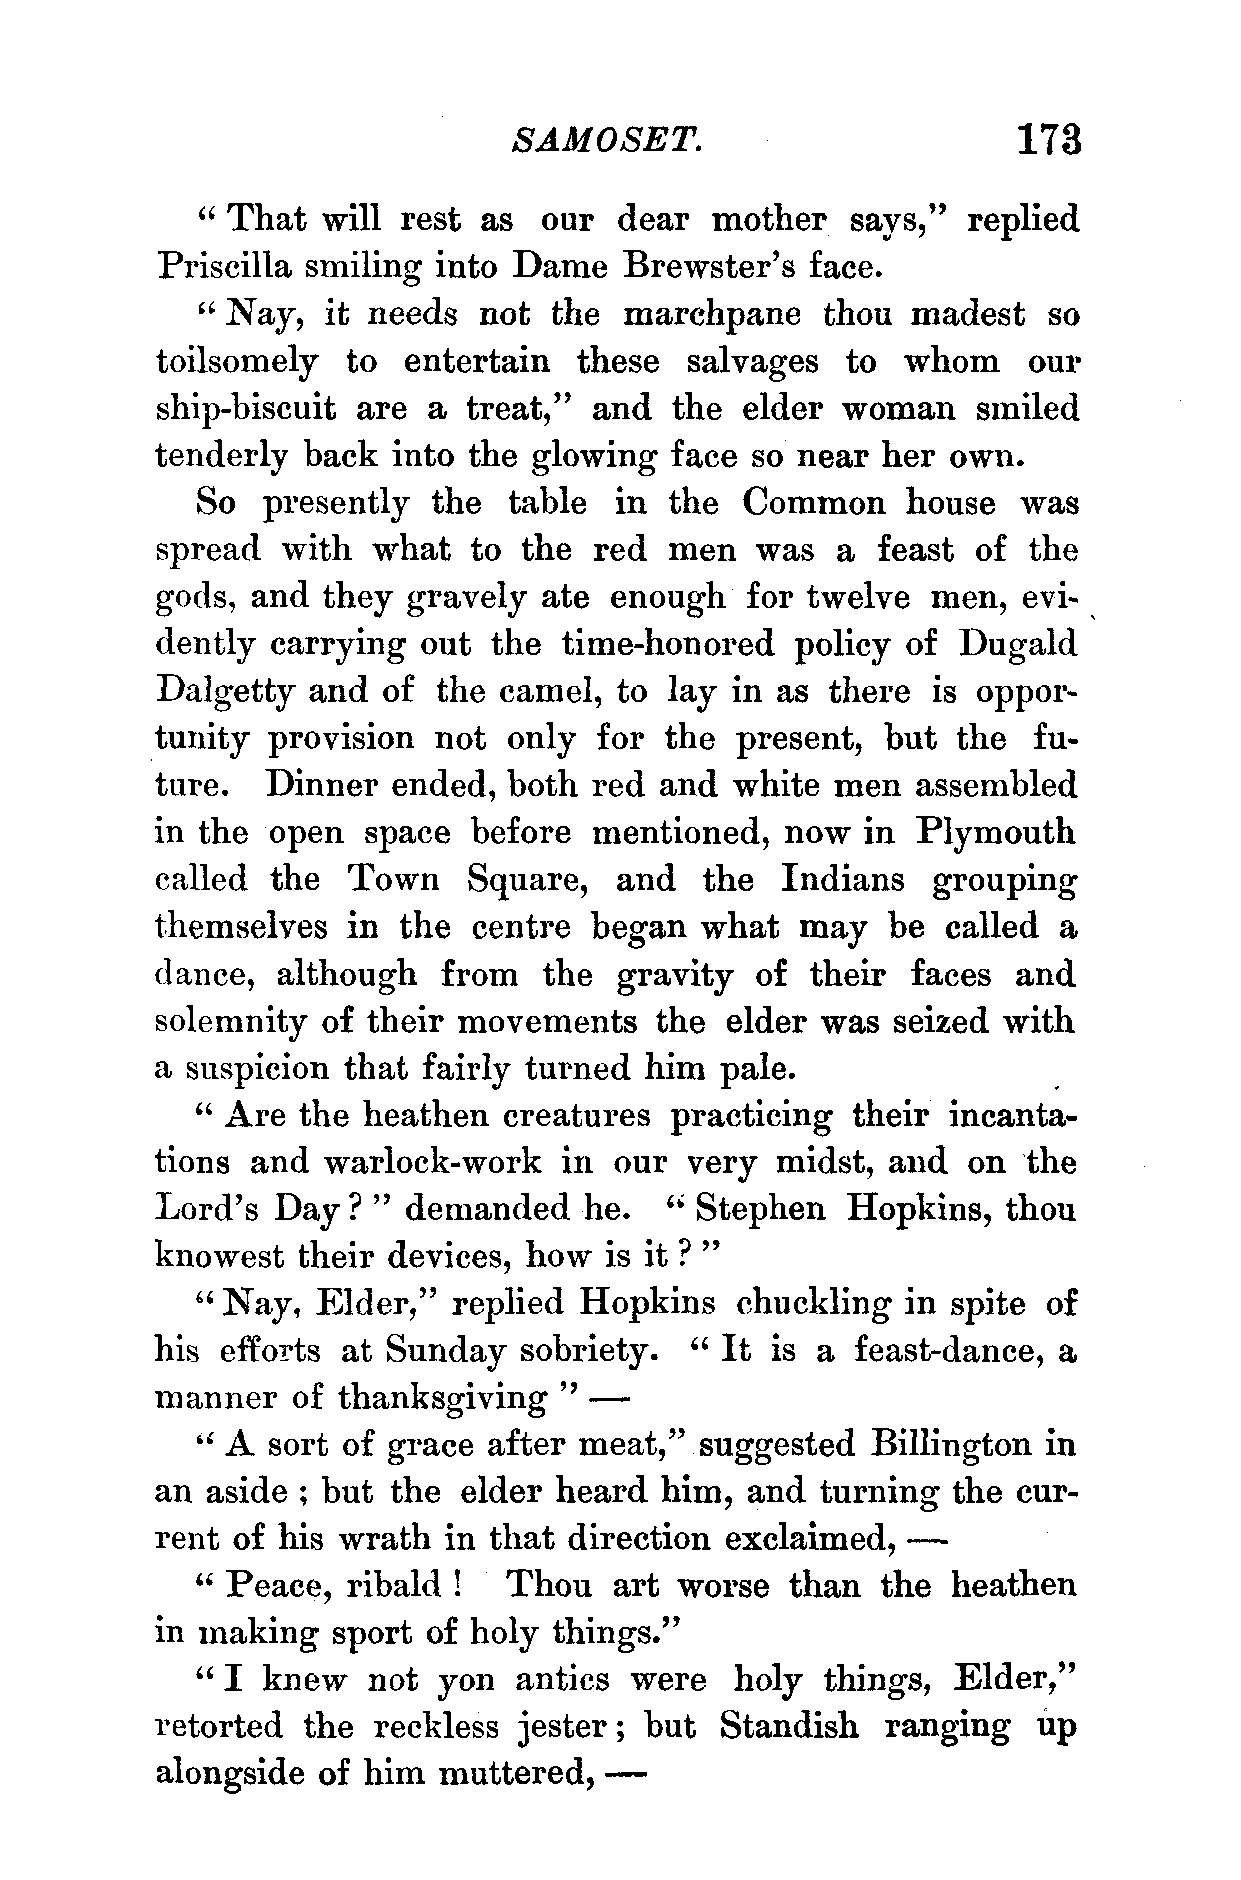 SAMOSET. 173
" That will rest as our dear mother says," replied
Priscilla smiling into Dame Brewster's face.
" Nay, it needs not the marchpane thou madest so
toilsomely to entertain these salvages to whom our
ship-biscuit are a treat," and the elder woman smiled
tenderly back into the glowing face so near her own.
So presently the table in the Common house was
spread with what to the red men was a feast of the
gods, and they gravely ate enough for twelve men, evi-
dently carrying out the time-honored policy of Dugald
Dalgetty and of the camel, to lay in as there is oppor-
tunity provision not only for the present, but the fu-
ture. Dinner ended, both red and white men assembled
in the open space before mentioned, now in Plymouth
called the Town Square, and the Indians grouping
themselves in the centre began what may be called a
dance, although from the gravity of their faces and
solemnity of their movements the elder was seized with
a suspicion that fairly turned him pale.
" Are the heathen creatures practicing their incanta-
tions and warlock-work in our very midst, and on the
Lord's Day ? " demanded he. " Stephen Hopkins, thou
knowest their devices, how is it ? "
" Nay, Elder," replied Hopkins chuckling in spite of
his efforts at Sunday sobriety. " It is a feast-dance, a
manner of thanksgiving " —
" A sort of grace after meat," suggested Billington in
an aside ; but the elder heard him, and turning the cur-
rent of his wrath in that direction exclaimed, —
" Peace, ribald ! Thou art worse than the heathen
in making sport of holy things."
" I knew not yon antics were holy things, Elder,"
retorted the reckless jester ; but Standish ranging up
alongside of him muttered, —